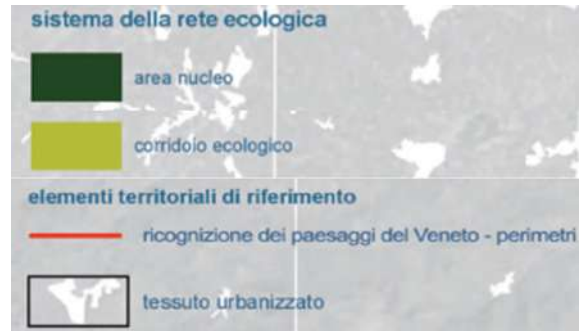 sistema della rete ecologica
area nucleo
corridoio ecologico
elementi territoriali di riferimento
ricognizione dei paesaggi del Veneto - perimetri
tessuto urbanizzato